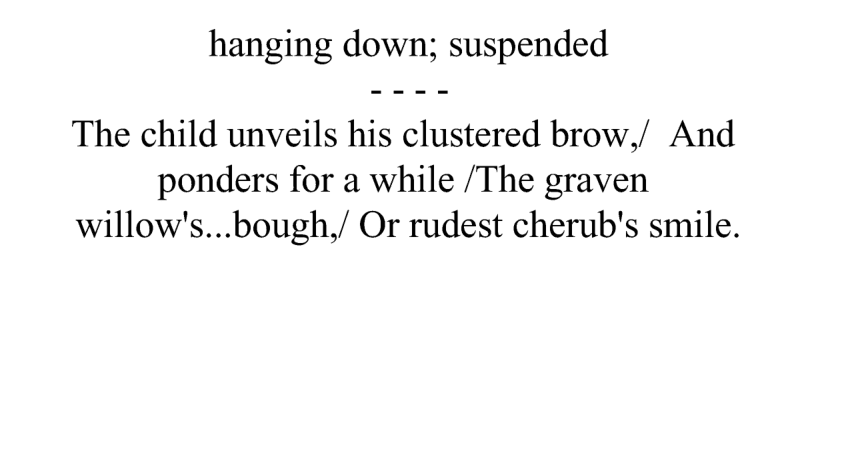 hanging down; suspended
- - - -
The child unveils his clustered brow,/  And
ponders for a while /The graven
willow's...bough,/ Or rudest cherub's smile.